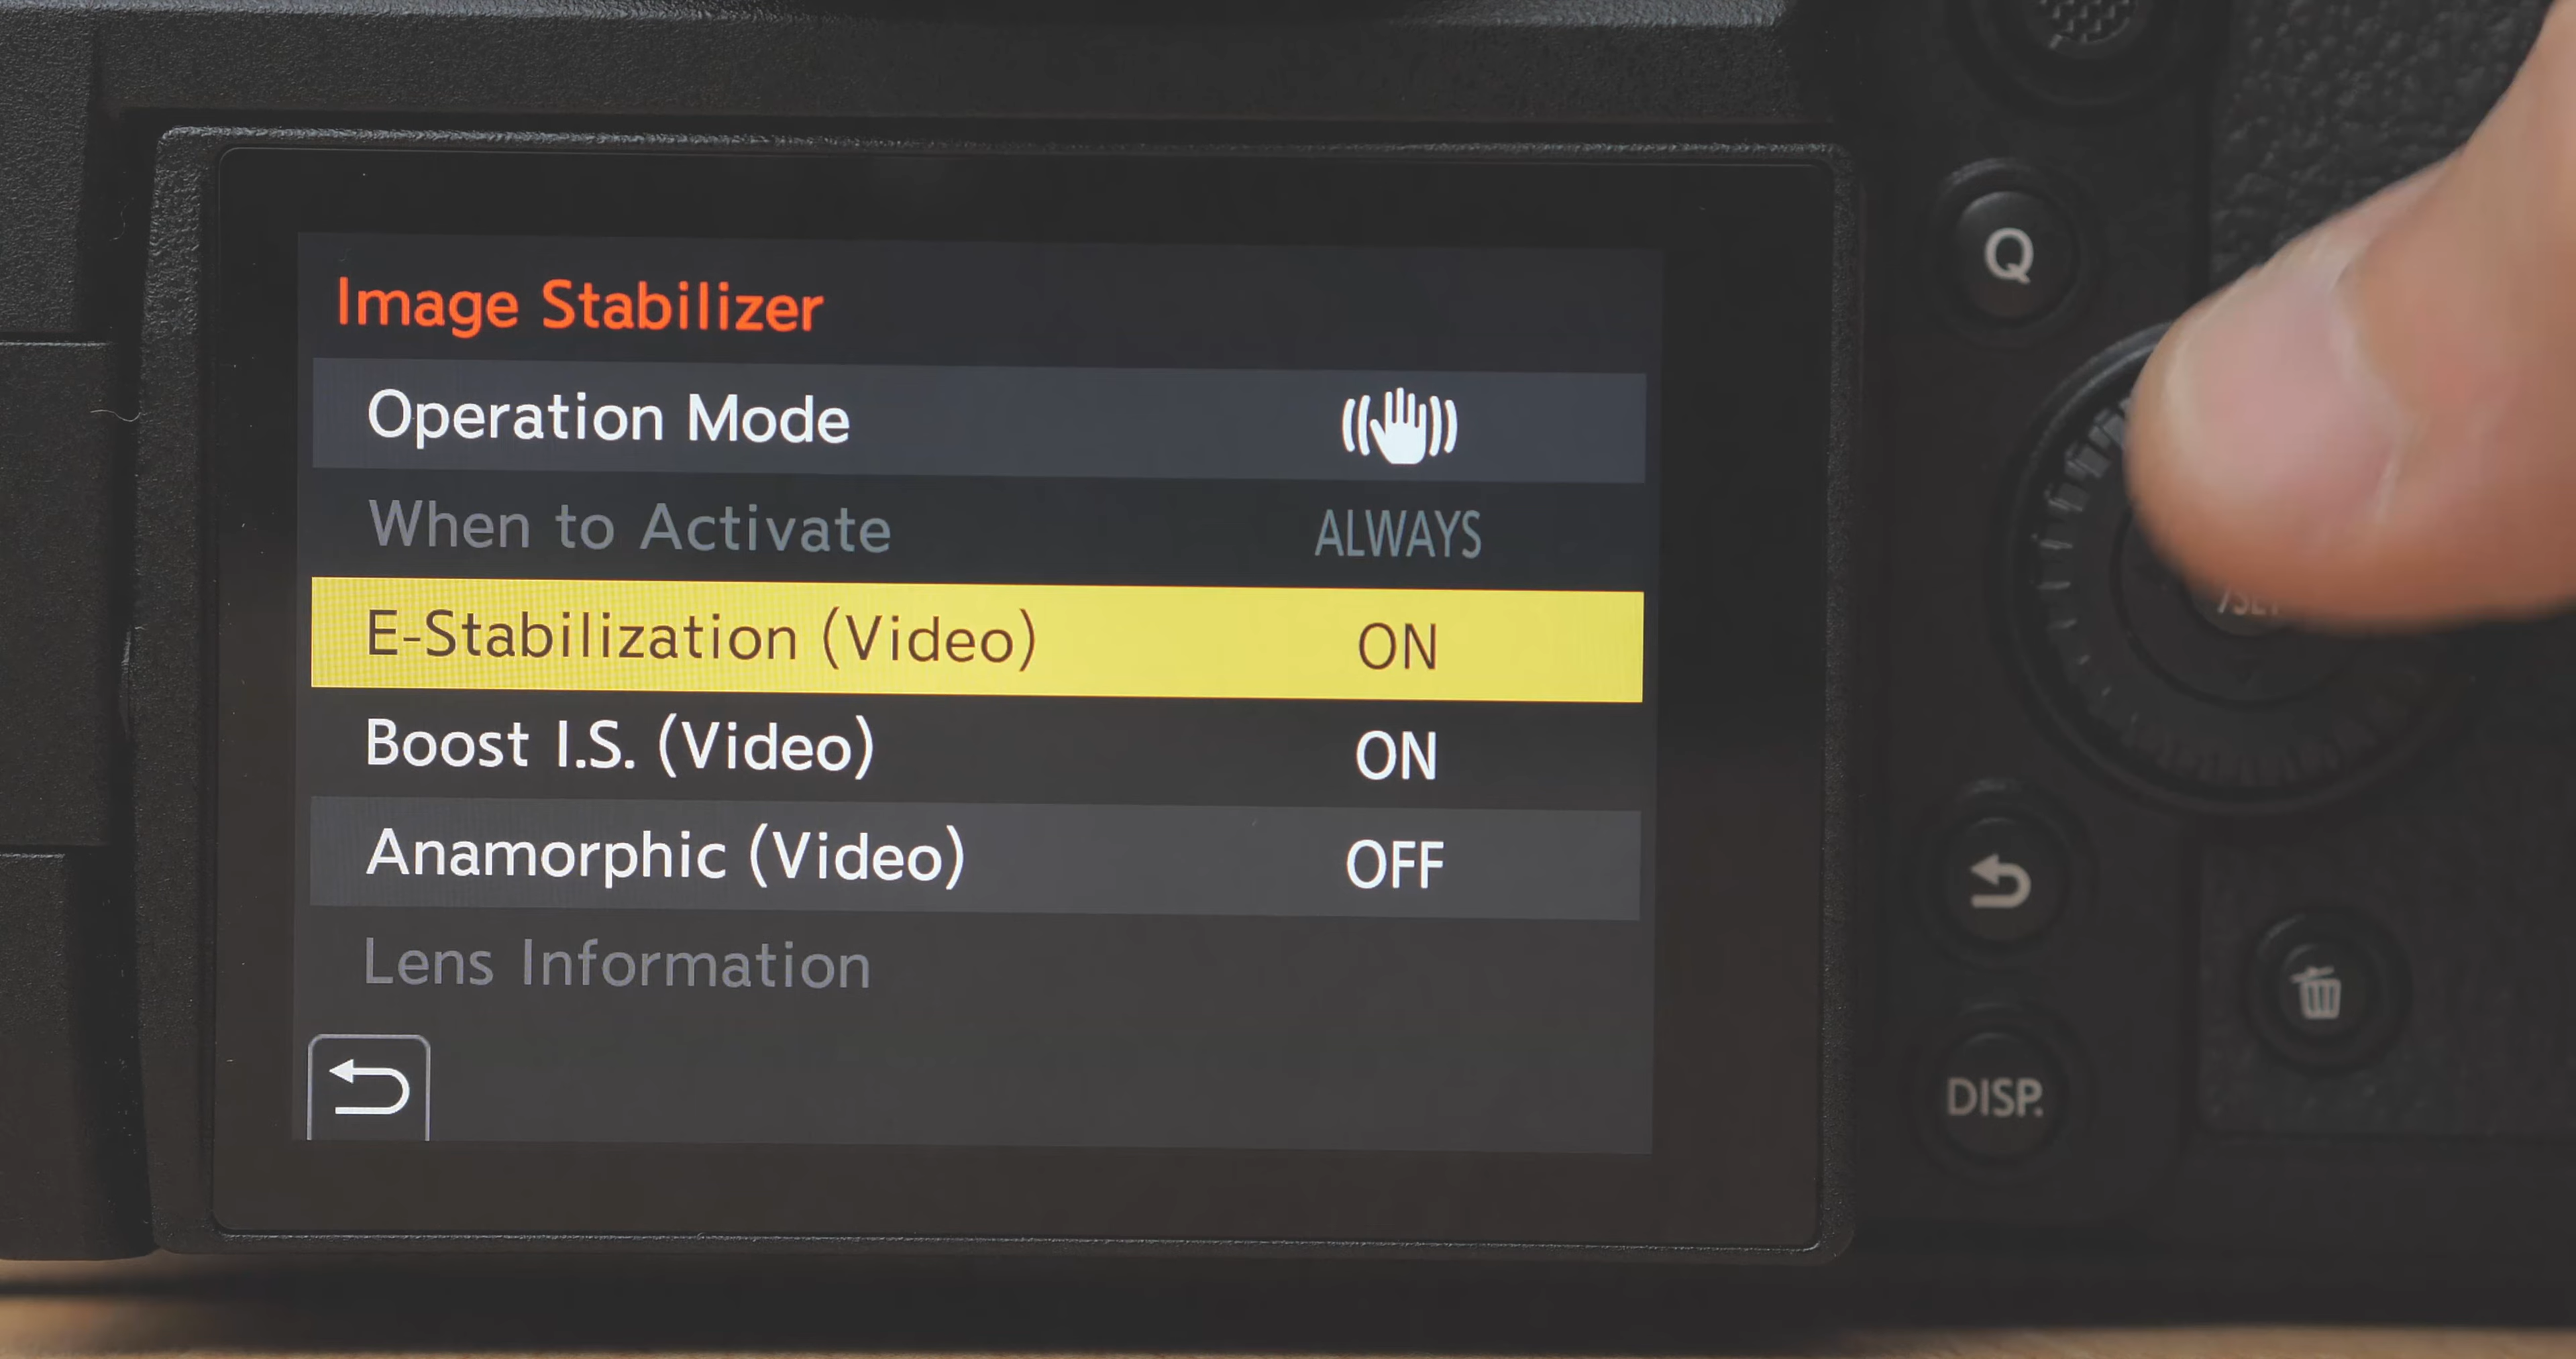 Image Stabilizer
Operation Mode
When to Activate ALWAYS
E-Stabilization (Video) ON
Boost I.S. (Video) ON
Anamorphic (Video) OFF
Lens Information
Q
DISP.